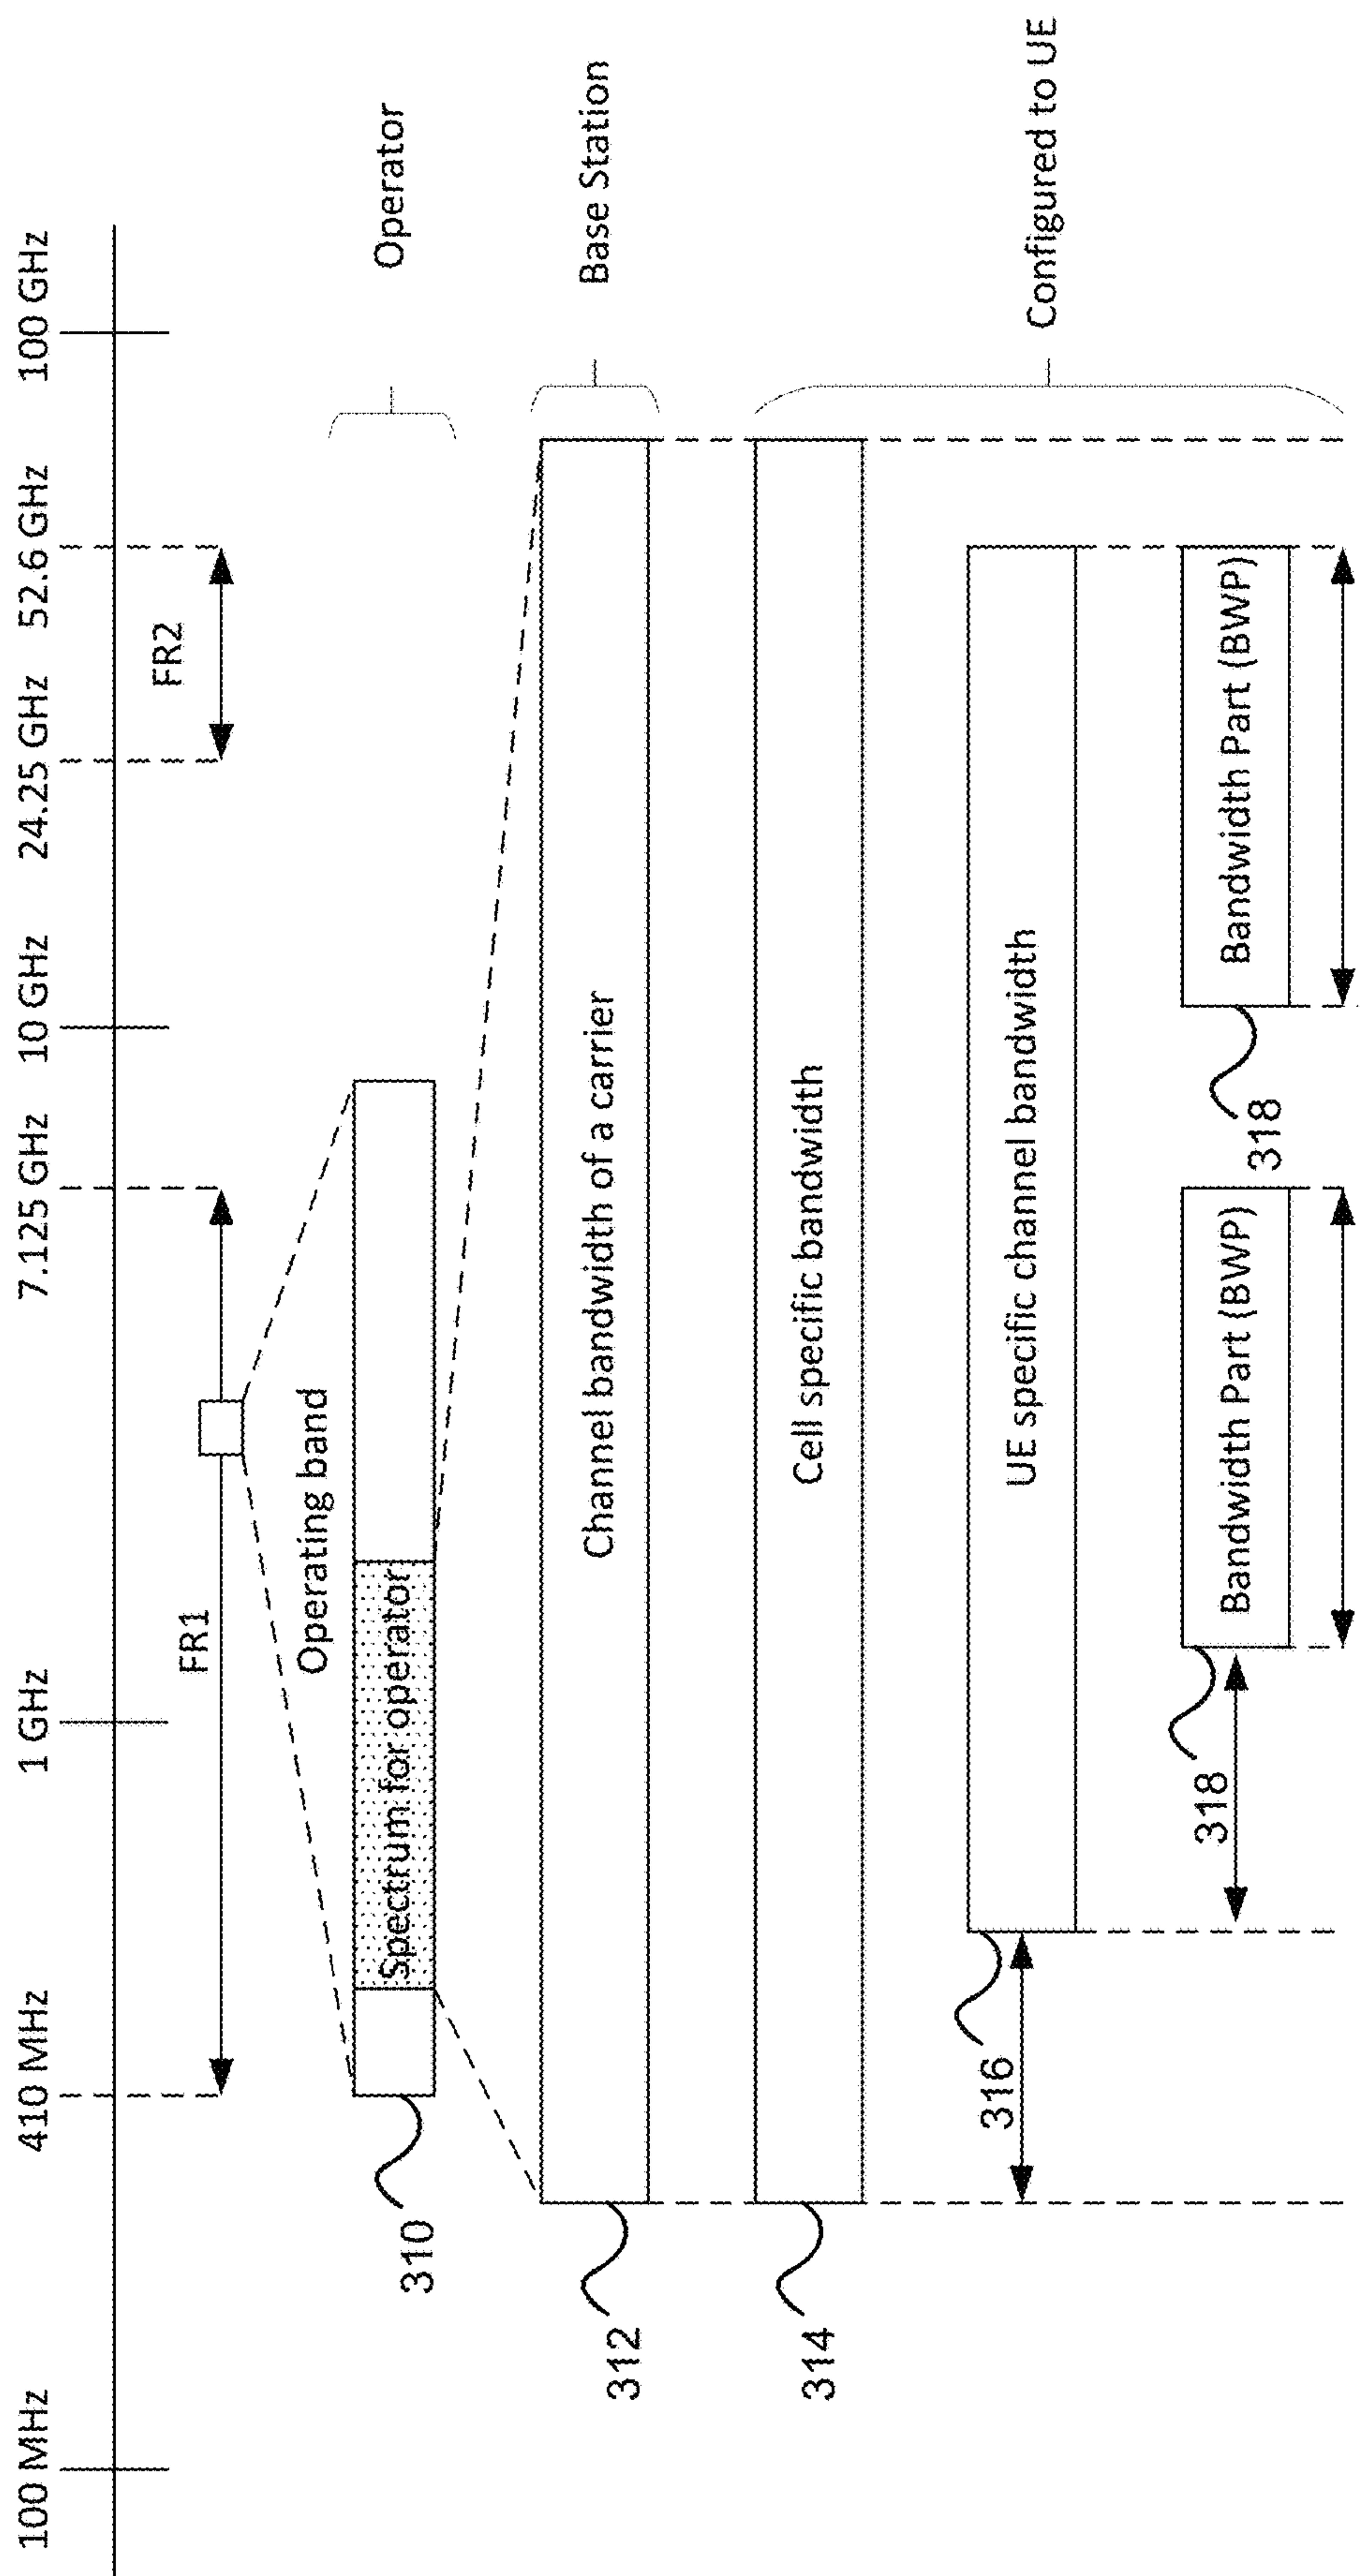 100 MHz
410 MHz
1 GHz
7.125 GHz
10 GHz
24.25 GHz
52.6 GHz
100 GHz
FR1
FR2
Operating band
Spectrum for operator
Operator
310
Channel bandwidth of a carrier
Base Station
312
Cell specific bandwidth
314
UE specific channel bandwidth
316
Configured to UE
Bandwidth Part (BWP)
Bandwidth Part (BWP)
318
318